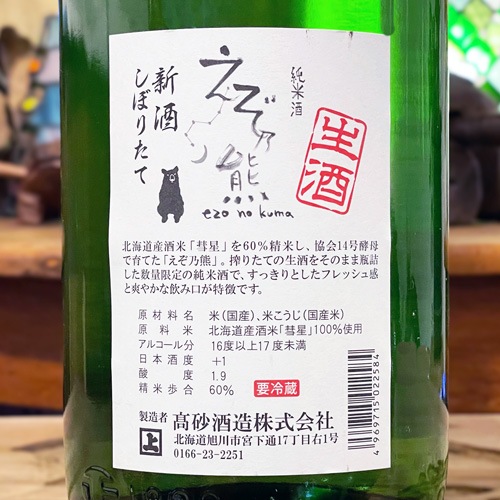 純米酒
えぞ乃熊
ezo no kuma
新酒
しぼりたて
生酒
北海道産酒米「彗星」を60％精米し、協会14号酵母
で育てた「えぞ乃熊」。搾りたての生酒をそのまま瓶詰
した数量限定の純米酒で、すっきりとしたフレッシュ感
と爽やかな飲み口が特徴です。
原材料名 米（国産）、米こうじ（国産米）
原料米 北海道産酒米「彗星」100%使用
アルコール分 16度以上17度未満
日本酒度 +1
酸度 1.9
精米歩合 60% 要冷蔵
製造者 髙砂酒造株式会社
上 北海道旭川市宮下通17丁目右1号
0166-23-2251
4969715022584